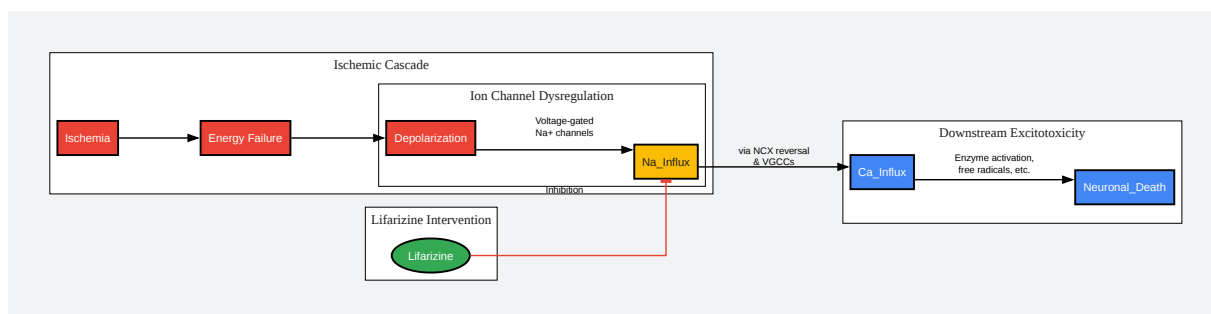 Ischemic Cascade
Ion Channel Dysregulation
Ischemia
Energy Failure
Depolarization
Voltage-gated
Na+ channels
Na_Influx
Inhibition
via NCX reversal
& VGCCs
Downstream Excitotoxicity
Ca_Influx
Enzyme activation,
free radicals, etc.
Neuronal_Death
Lifarizine Intervention
Lifarizine